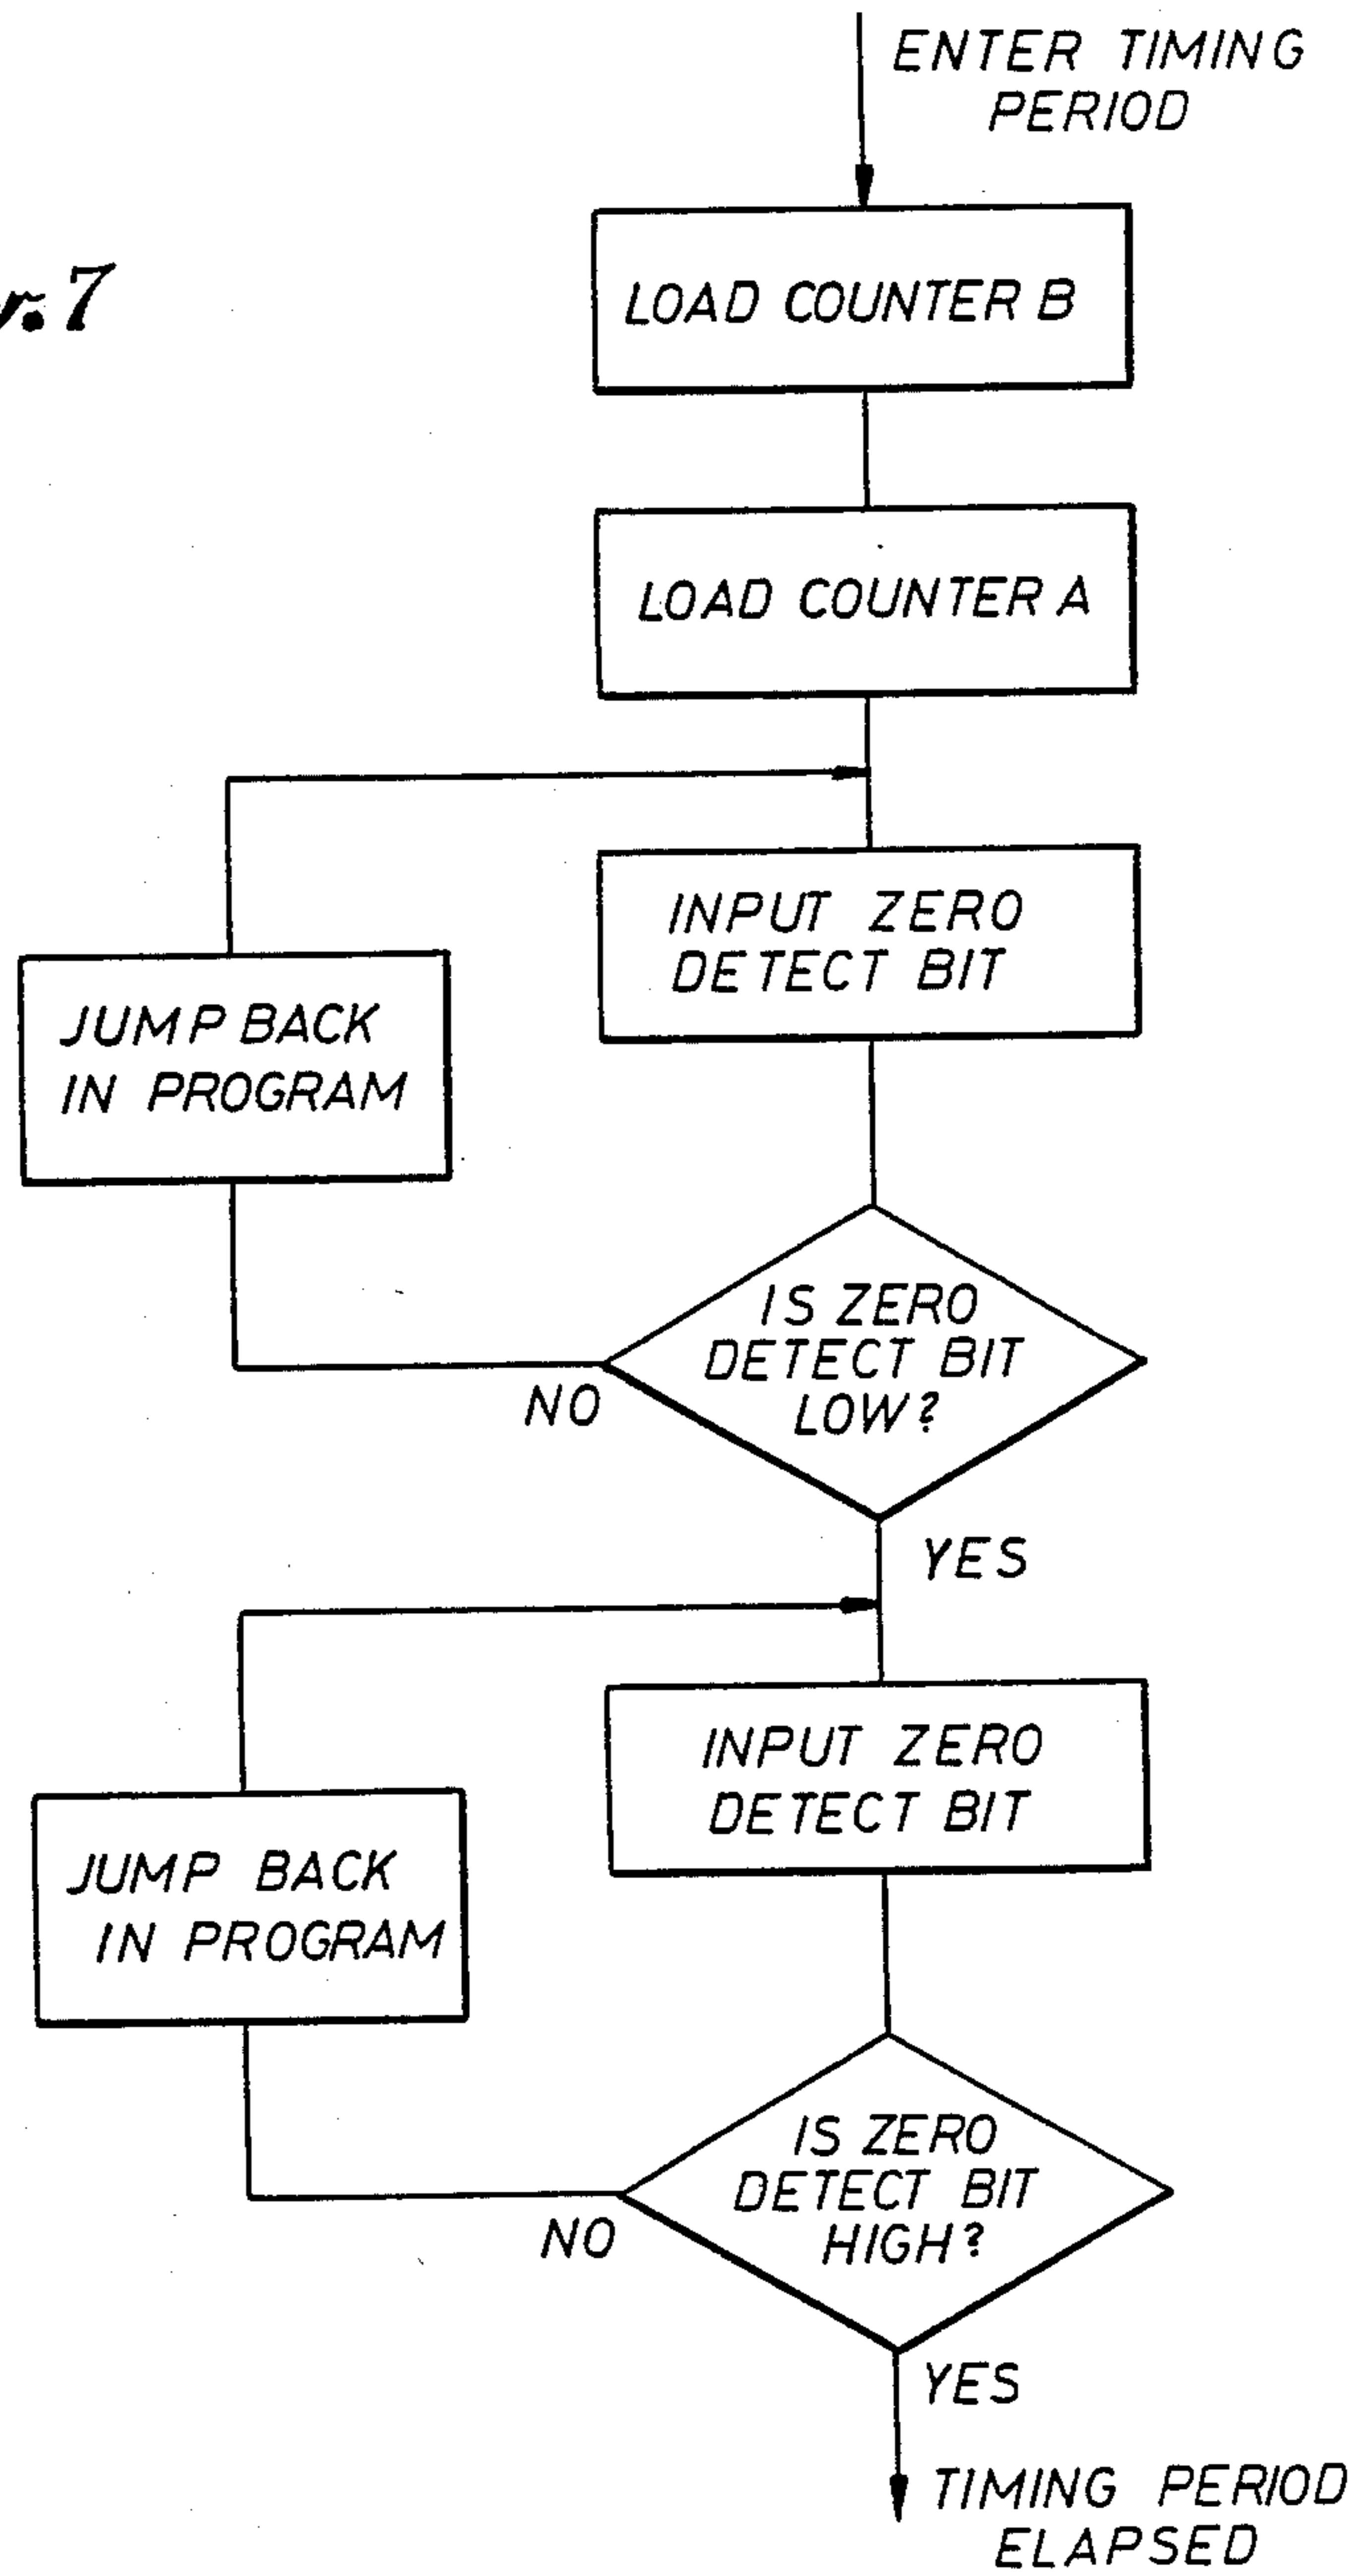 ENTER TIMING
PERIOD
7
LOAD COUNTER B
LOAD COUNTER A
INPUT ZERO
DETECT BIT
JUMP BACK
IN PROGRAM
IS ZERO
DETECT BIT
LOW?
NO
YES
INPUT ZERO
DETECT BIT
JUMP BACK
IN PROGRAM
IS ZERO
DETECT BIT
HIGH?
NO
YES
TIMING PERIOD
ELAPSED